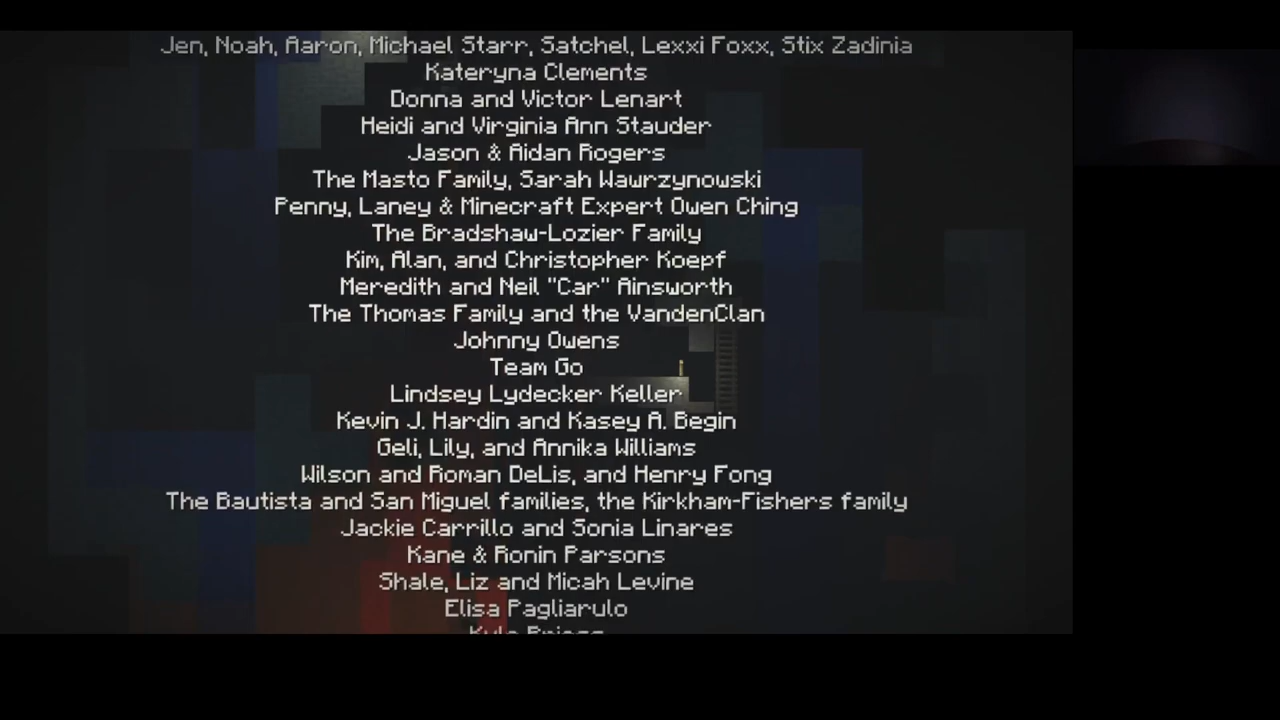 Jen, Noah, Aaron, Michael Starr, Satchel, Lexxi Foxx, Stix Zadinia
Kateryna Clements
Donna and Victor Lenart
Heidi and Virginia Ann Stauder
Jason & Aidan Rogers
The Masto Family, Sarah Wawrzynowski
Penny, Laney & Minecraft Expert Owen Ching
The Bradshaw-Lozier Family
Kim, Alan, and Christopher Koepf
Meredith and Neil "Car" Ainsworth
The Thomas Family and the VandenClan
Johnny Owens
Team Go
Lindsey Lydecker Keller
Kevin J. Hardin and Kasey A. Begin
Geli, Lily, and Annika Williams
Wilson and Roman DeLis, and Henry Fong
The Bautista and San Miguel families, the Kirkham-Fishers family
Jackie Carrillo and Sonia Linares
Kane & Ronin Parsons
Shale, Liz and Micah Levine
Elisa Pagliarulo